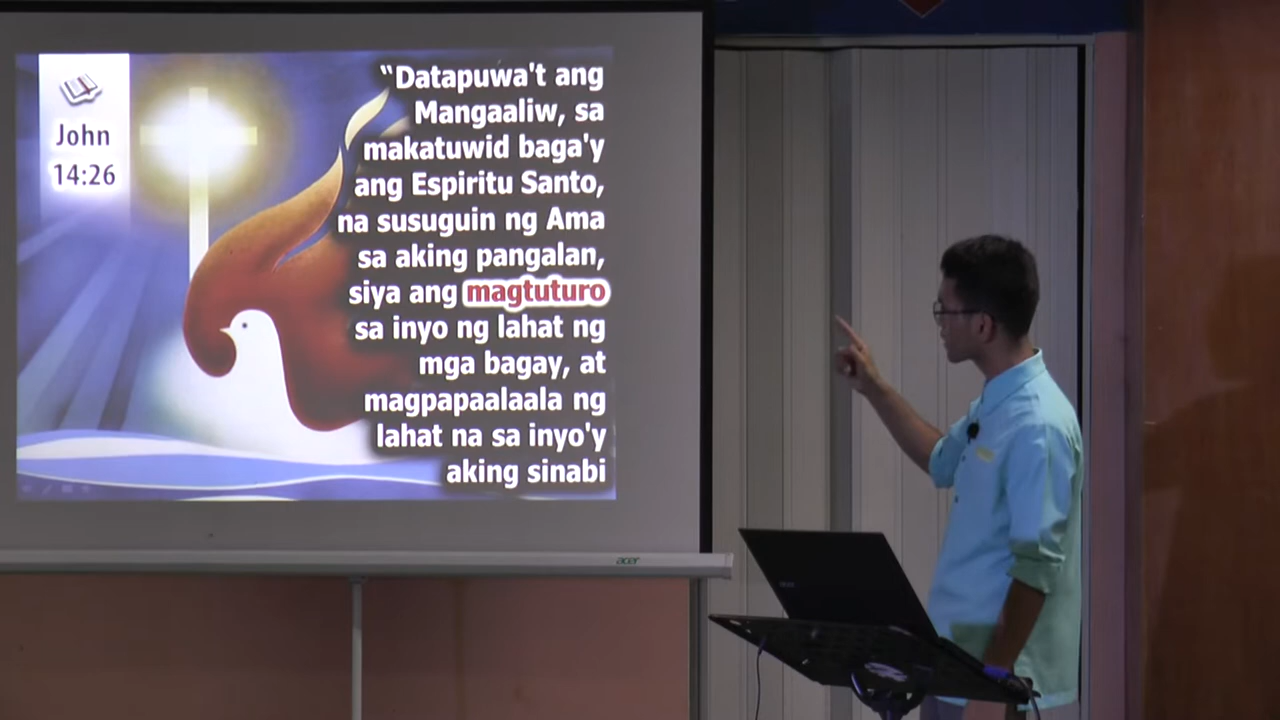 John
14:26
“Datapuwa't ang
Mangaaliw, sa
makatuwid baga'y
ang Espiritu Santo,
na susuguin ng Ama
sa aking pangalan,
siya ang magtuturo
sa inyo ng lahat ng
mga bagay, at
magpapaalaala ng
lahat na sa inyo'y
aking sinabi
acer